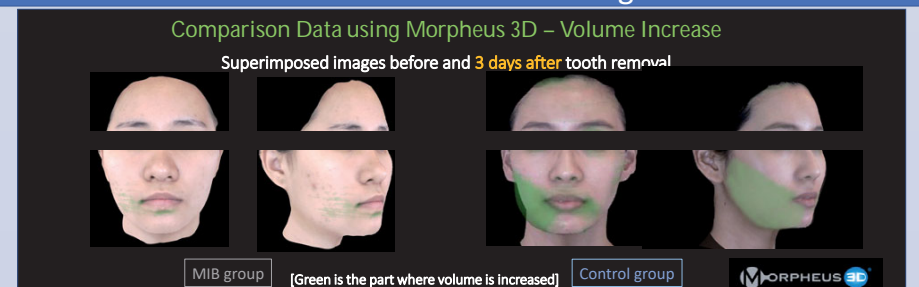 Comparison Data using Morpheus 3D – Volume Increase
Superimposed images before and 3 days after tooth removal
MIB group
[Green is the part where volume is increased]
Control group
MORPHEUS 3D